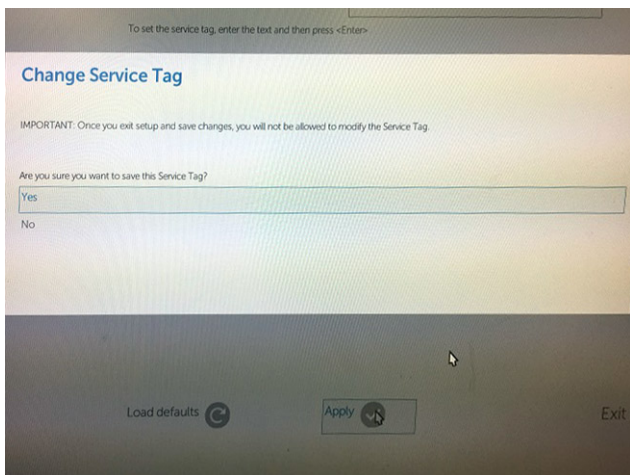 To set the service tag, enter the text and then press <Enter>
Change Service Tag
IMPORTANT: Once you exit setup and save changes, you will not be allowed to modify the Service Tag.
Are you sure you want to save this Service Tag?
Yes
No
Load defaults
Apply
Exit